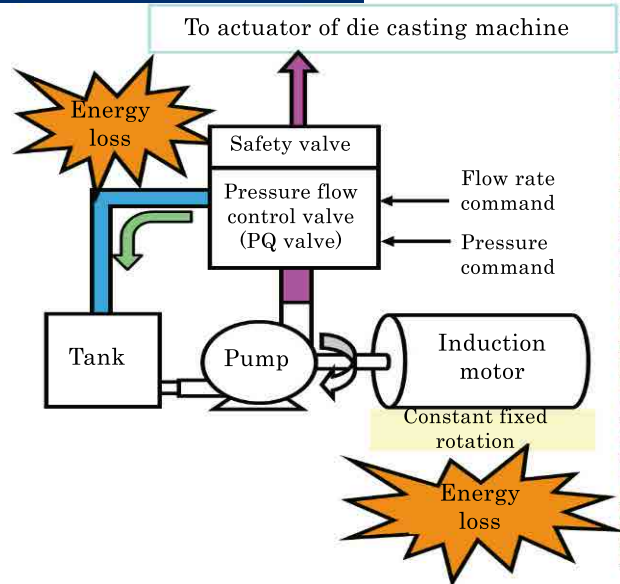 To actuator of die casting machine
Energy
loss
Safety valve
Pressure flow
control valve
(PQ valve)
Flow rate
command
Pressure
command
Tank
Pump
Induction
motor
Constant fixed
rotation
Energy
loss